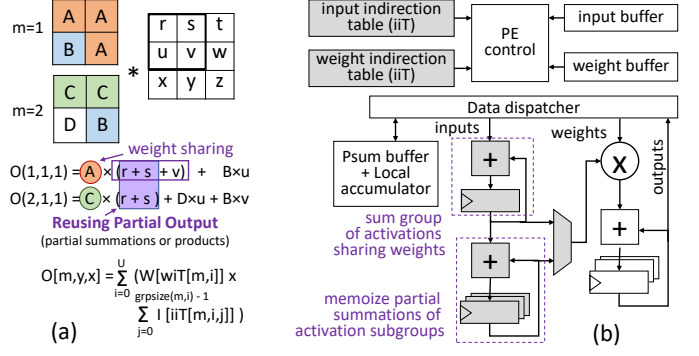 m=1
A A
B A
m=2
C C
D B
*
r s t
u v w
x y z
weight sharing
O(1,1,1) = A × (r + s + v) + B×u
O(2,1,1) = C × (r + s ) + D×u + B×v
Reusing Partial Output
(partial summations or products)
O[m,y,x] = ∑ (W[wiT[m,i]] x
U
i=0
grpsize(m,i) - 1
∑ I [iiT[m,i,j]] )
j=0
(a)
input indirection
table (iiT)
weight indirection
table (iiT)
PE
control
input buffer
weight buffer
Data dispatcher
inputs
weights
outputs
Psum buffer
+ Local
accumulator
+
X
+
sum group
of activations
sharing weights
+
memoize partial
summations of
activation subgroups
(b)